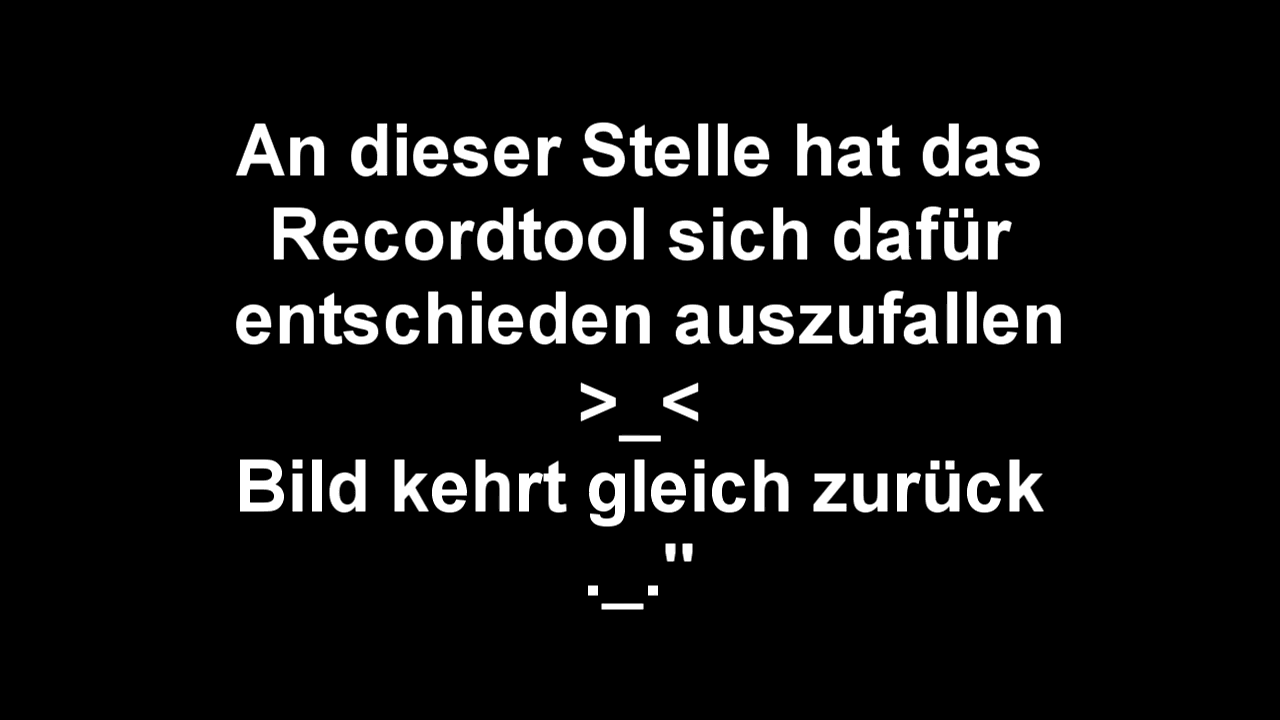 An dieser Stelle hat das
Recordtool sich dafür
entschieden auszufallen
>_<
Bild kehrt gleich zurück
._."